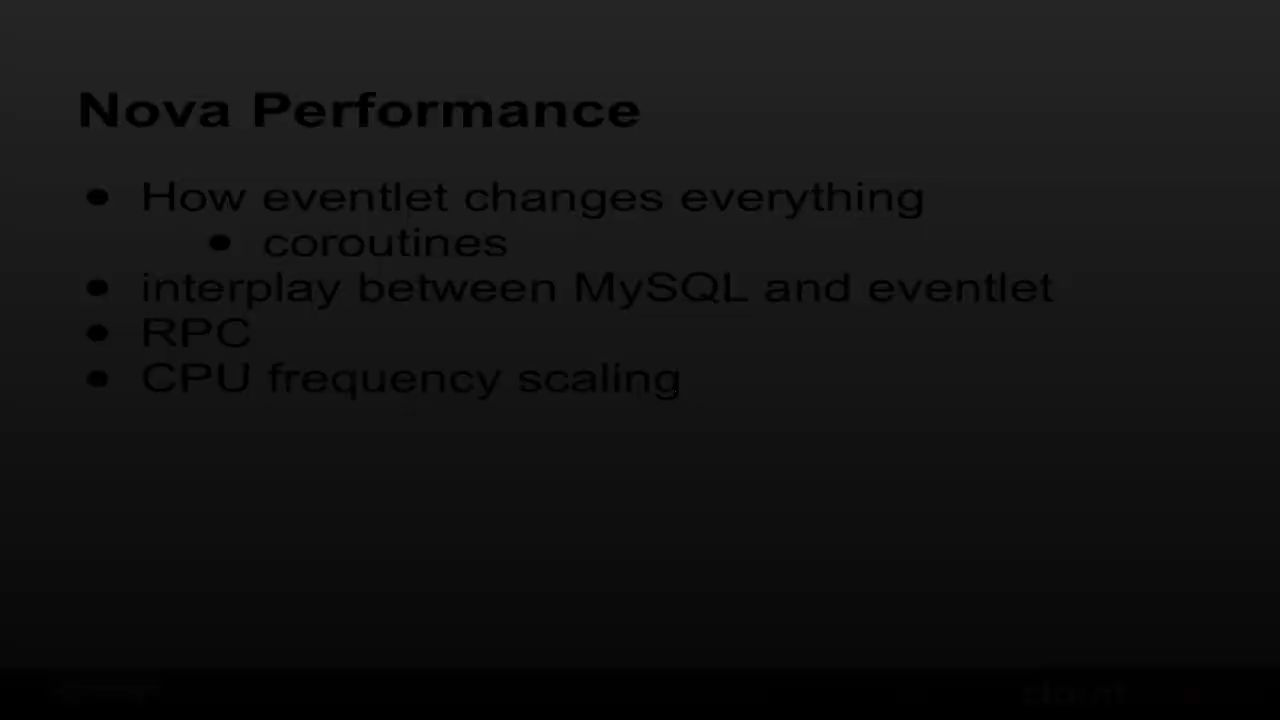 Nova Performance
● How eventlet changes everything
● coroutines
● interplay between MySQL and eventlet
● RPC
● CPU frequency scaling